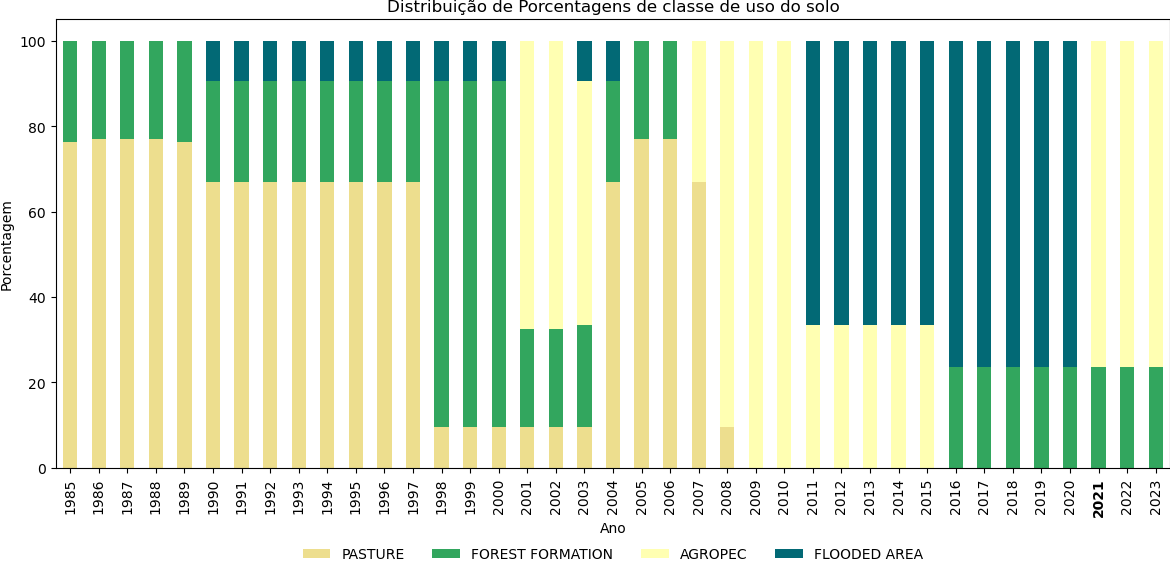 Distribuição de Porcentagens de classe de uso do solo
100
80
60
40
20
0
Porcentagem
1985 1986 1987 1988 1989 1990 1991 1992 1993 1994 1995 1996 1997 1998 1999 2000 2001 2002 2003 2004 2005 2006 2007 2008 2009 2010 2011 2012 2013 2014 2015 2016 2017 2018 2019 2020 2021 2022 2023
Ano
PASTURE FOREST FORMATION AGROPEC FLOODED AREA